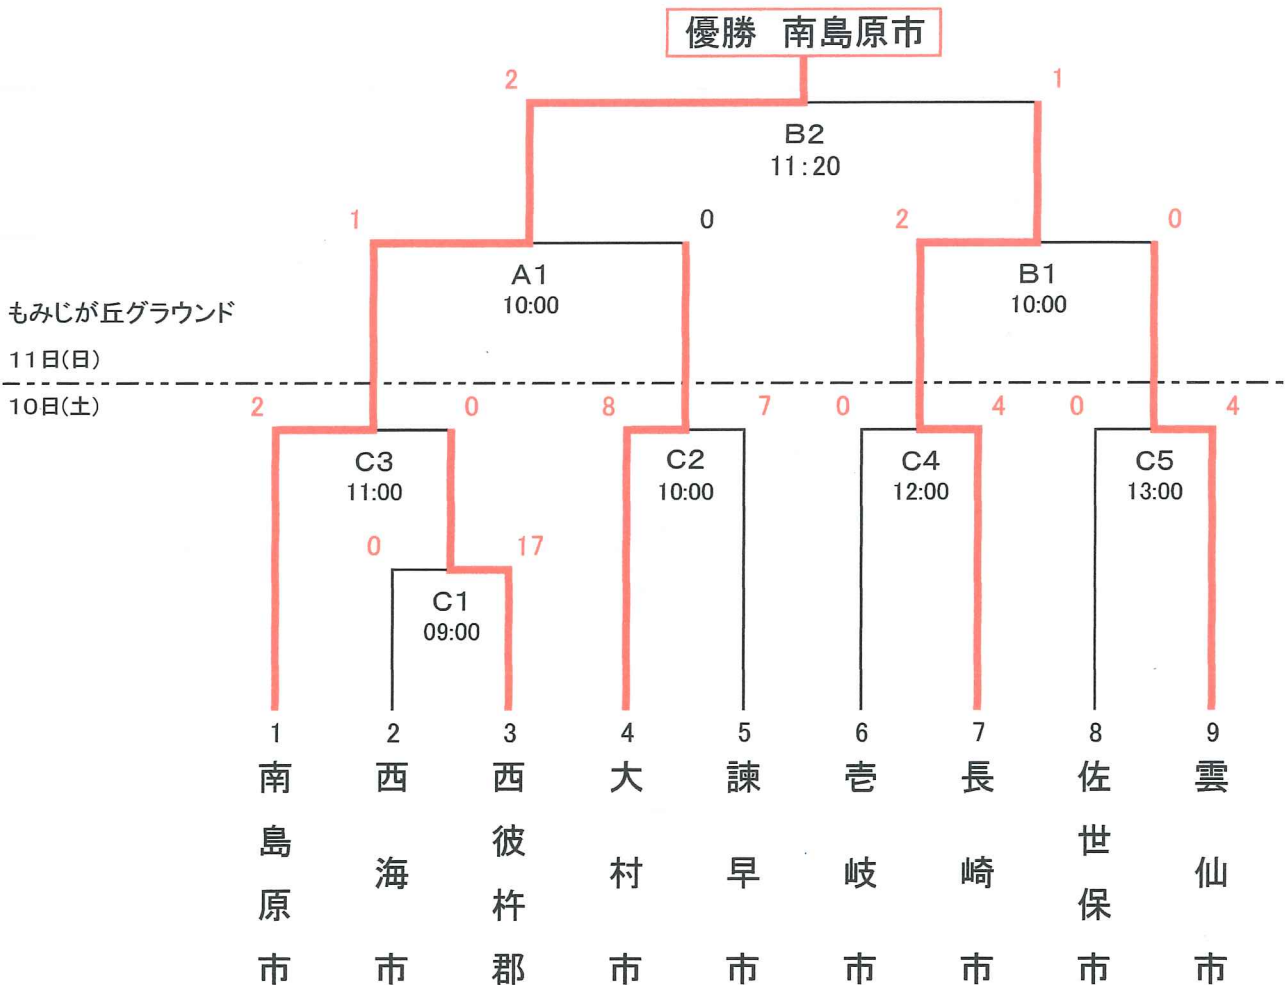 優勝 南島原市
2
1
B2
11:20
1
0
2
0
A1
10:00
B1
10:00
もみじが丘グラウンド
11日(日)
10日(土)
2
0
8
7
0
4
0
4
C3
11:00
C2
10:00
C4
12:00
C5
13:00
0
17
C1
09:00
1
2
3
4
5
6
7
8
9
南島原市
西海市
西彼杵郡
大村市
諫早市
壱岐市
長崎市
佐世保市
雲仙市